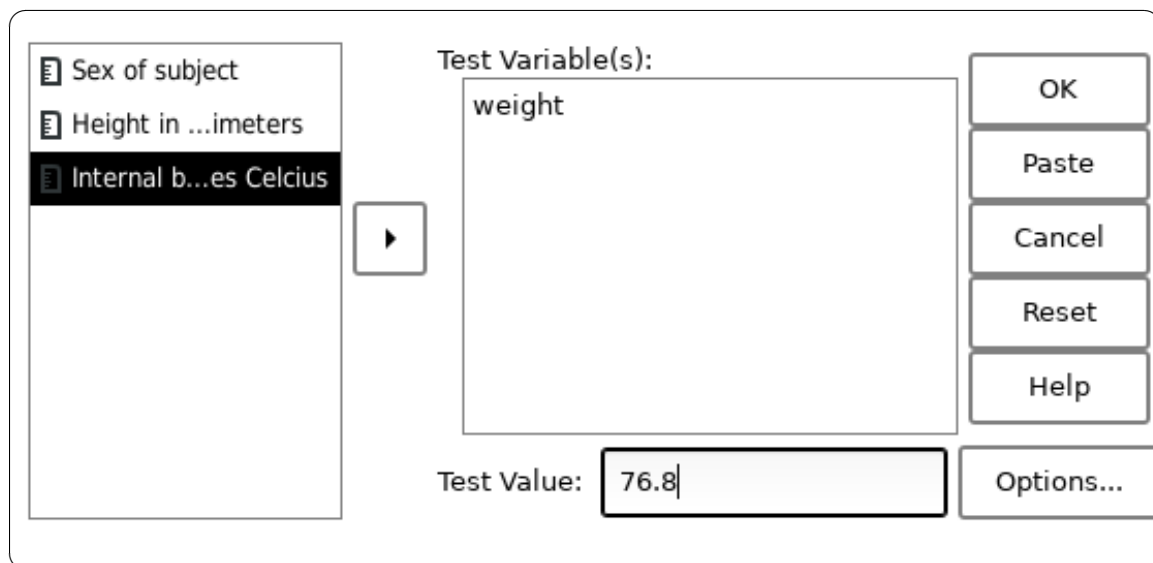 Sex of subject
Height in ...imeters
Internal b...es Celcius
Test Variable(s):
weight
Test Value: 76.8
OK
Paste
Cancel
Reset
Help
Options...